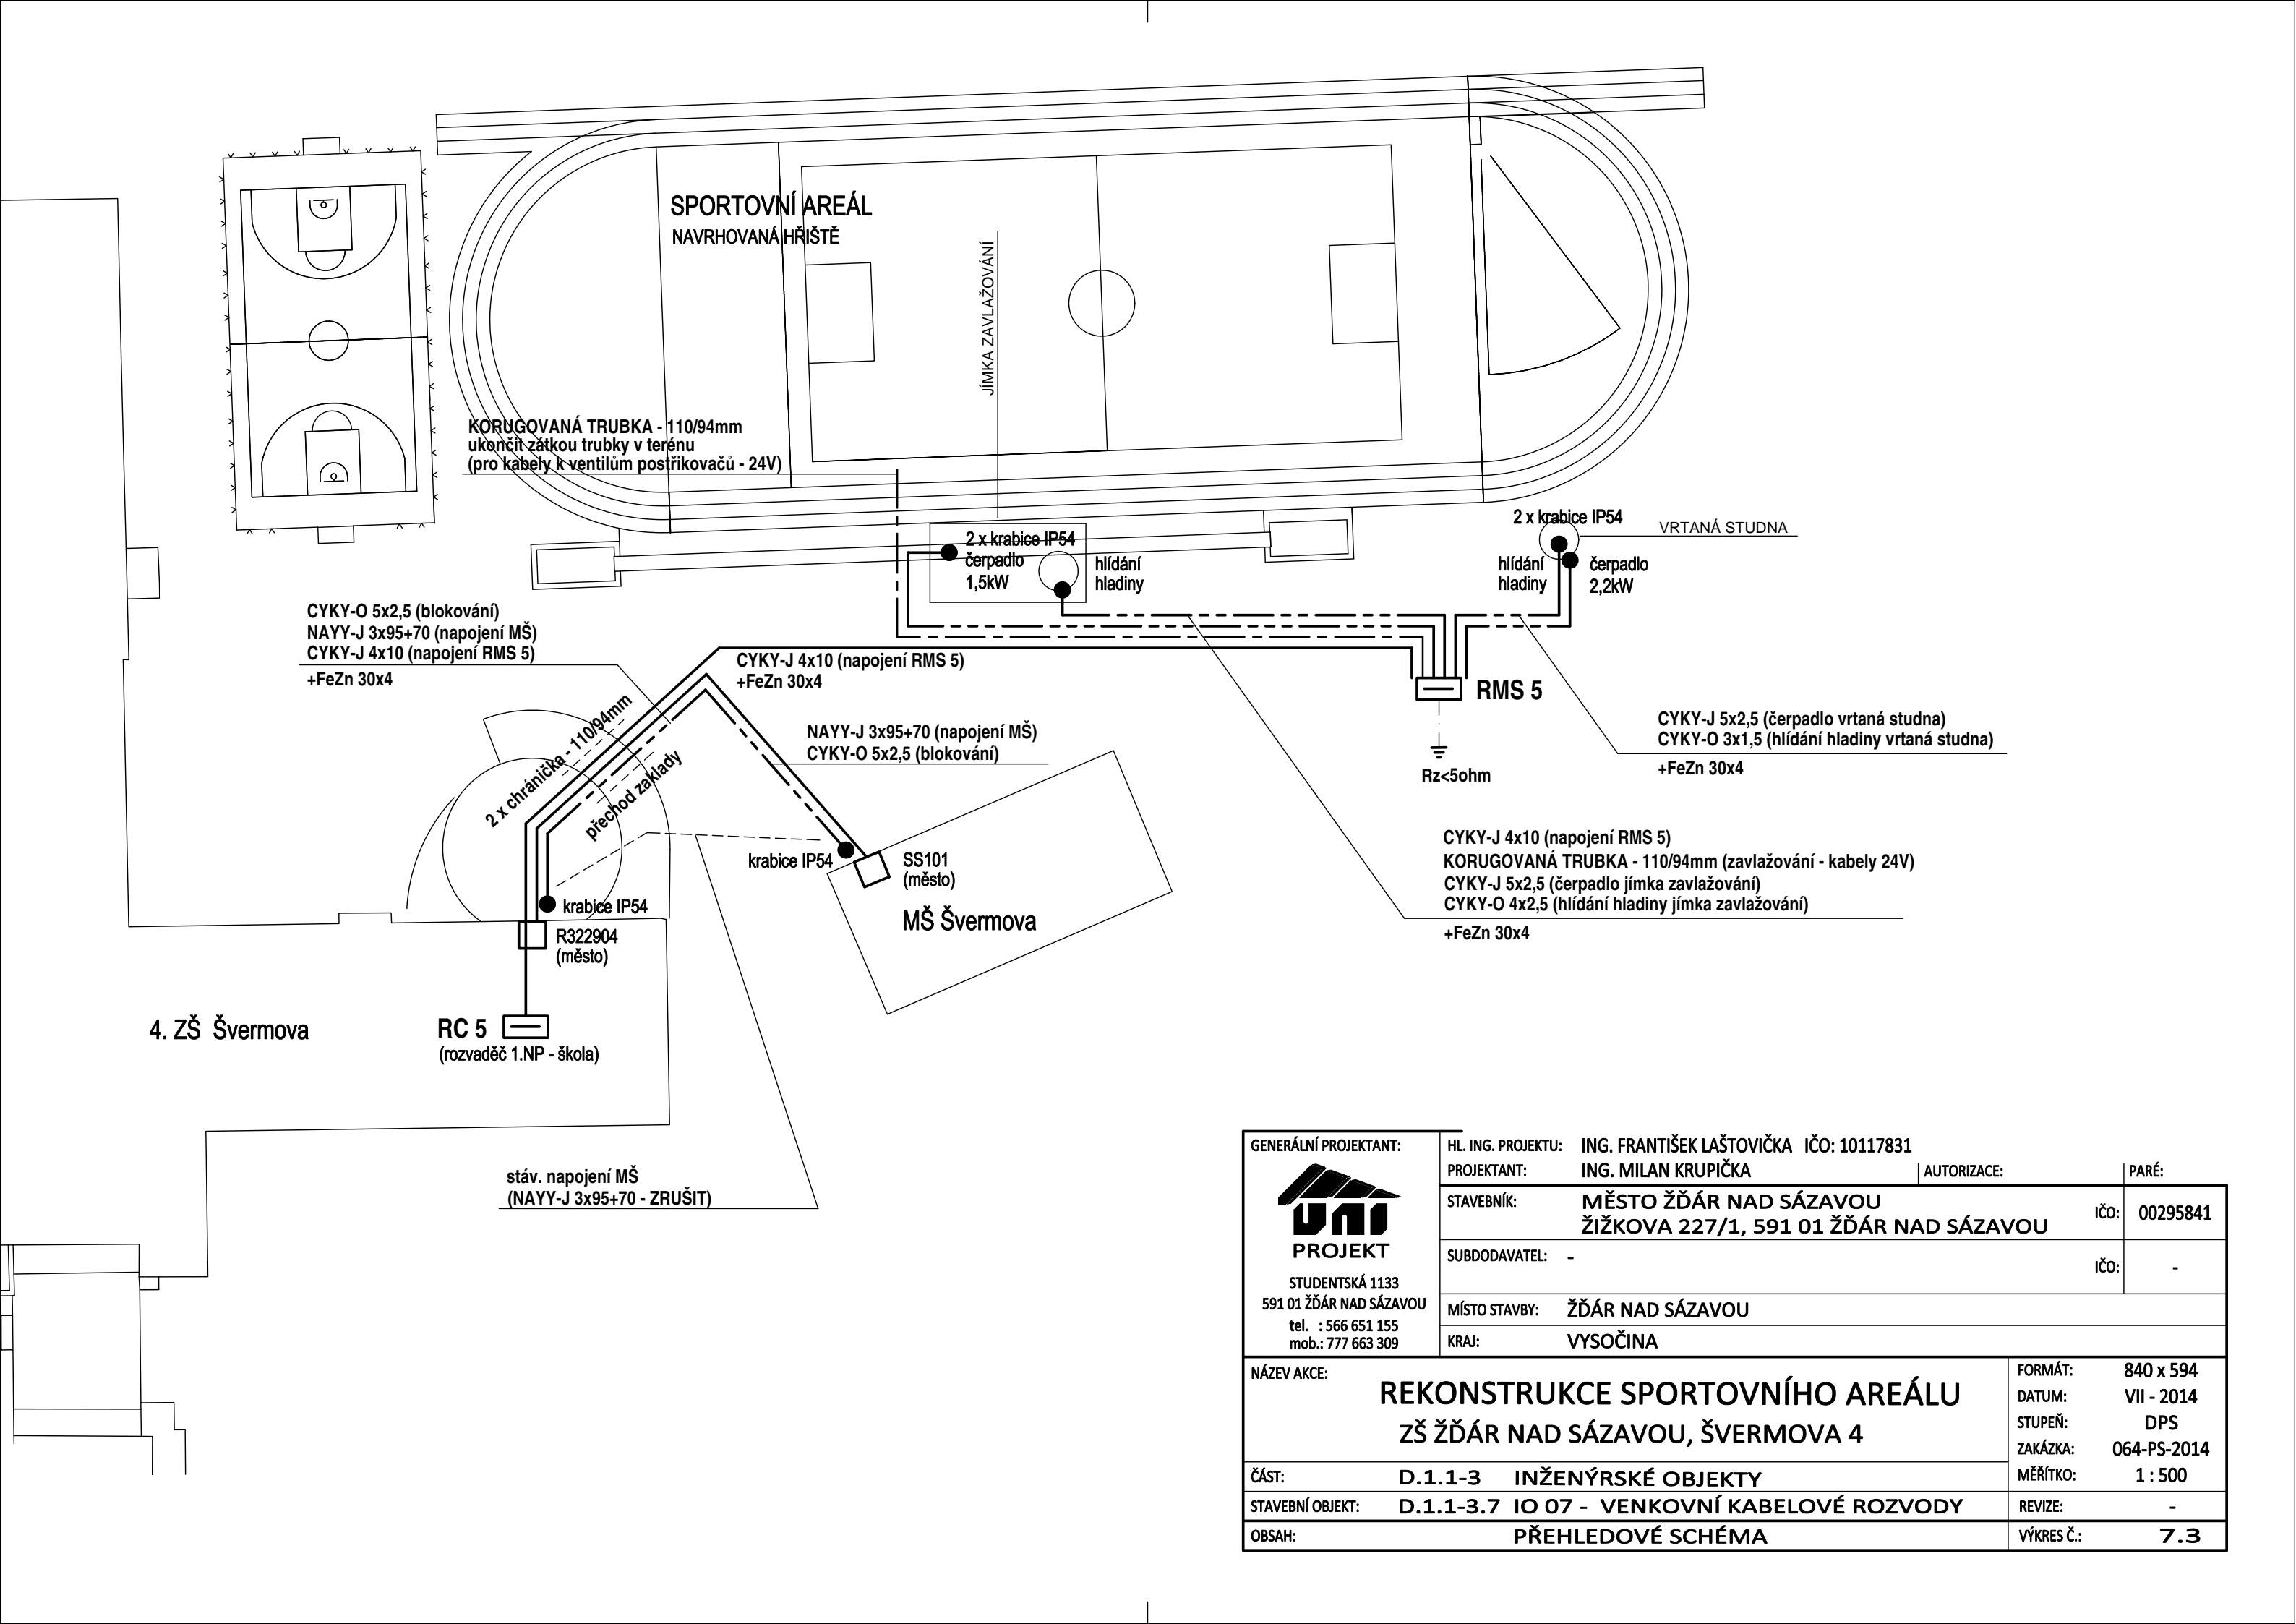 SPORTOVNÍ AREÁL
NAVRHOVANÁ HŘIŠTĚ
JÍMKA ZAVLAŽOVÁNÍ
KORUGOVANÁ TRUBKA - 110/94mm
ukončit zátkou trubky v terénu
(pro kabely k ventilům postřikovačů - 24V)
2 x krabice IP54
čerpadlo
1,5kW
hlídání
hladiny
2 x krabice IP54
VRTANÁ STUDNA
hlídání
hladiny
čerpadlo
2,2kW
CYKY-O 5x2,5 (blokování)
NAYY-J 3x95+70 (napojení MŠ)
CYKY-J 4x10 (napojení RMS 5)
+FeZn 30x4
CYKY-J 4x10 (napojení RMS 5)
+FeZn 30x4
RMS 5
Rz<5ohm
2 x chránička - 110/94mm
přechod zaklady
NAYY-J 3x95+70 (napojení MŠ)
CYKY-O 5x2,5 (blokování)
CYKY-J 5x2,5 (čerpadlo vrtaná studna)
CYKY-O 3x1,5 (hlídání hladiny vrtaná studna)
+FeZn 30x4
CYKY-J 4x10 (napojení RMS 5)
KORUGOVANÁ TRUBKA - 110/94mm (zavlažování - kabely 24V)
CYKY-J 5x2,5 (čerpadlo jímka zavlažování)
CYKY-O 4x2,5 (hlídání hladiny jímka zavlažování)
+FeZn 30x4
krabice IP54
SS101
(město)
MŠ Švermova
krabice IP54
R322904
(město)
4. ZŠ Švermova
RC 5
(rozvaděč 1.NP - škola)
stáv. napojení MŠ
(NAYY-J 3x95+70 - ZRUŠIT)
GENERÁLNÍ PROJEKTANT:
UNI
PROJEKT
STUDENTSKÁ 1133
591 01 ŽĎÁR NAD SÁZAVOU
tel. : 566 651 155
mob.: 777 663 309
HL. ING. PROJEKTU: ING. FRANTIŠEK LAŠTOVIČKA IČO: 10117831
PROJEKTANT: ING. MILAN KRUPIČKA AUTORIZACE: PARÉ:
STAVEBNÍK: MĚSTO ŽĎÁR NAD SÁZAVOU
ŽIŽKOVA 227/1, 591 01 ŽĎÁR NAD SÁZAVOU
IČO: 00295841
SUBDODAVATEL: -
IČO: -
MÍSTO STAVBY: ŽĎÁR NAD SÁZAVOU
KRAJ: VYSOČINA
NÁZEV AKCE:
REKONSTRUKCE SPORTOVNÍHO AREÁLU
ZŠ ŽĎÁR NAD SÁZAVOU, ŠVERMOVA 4
FORMÁT: 840 x 594
DATUM: VII - 2014
STUPEŇ: DPS
ZAKÁZKA: 064-PS-2014
MĚŘÍTKO: 1 : 500
ČÁST: D.1.1-3 INŽENÝRSKÉ OBJEKTY
STAVEBNÍ OBJEKT: D.1.1-3.7 IO 07 - VENKOVNÍ KABELOVÉ ROZVODY
REVIZE: -
OBSAH: PŘEHLEDOVÉ SCHÉMA
VÝKRES Č.: 7.3